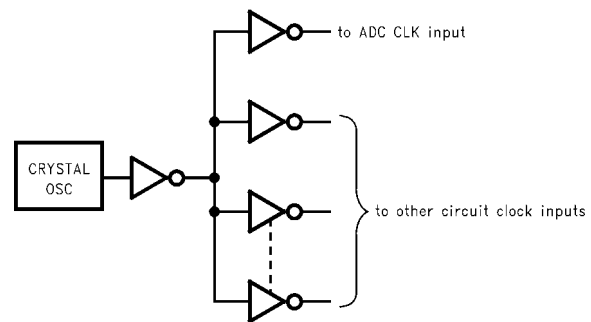 to ADC CLK input
CRYSTAL
OSC
to other circuit clock inputs